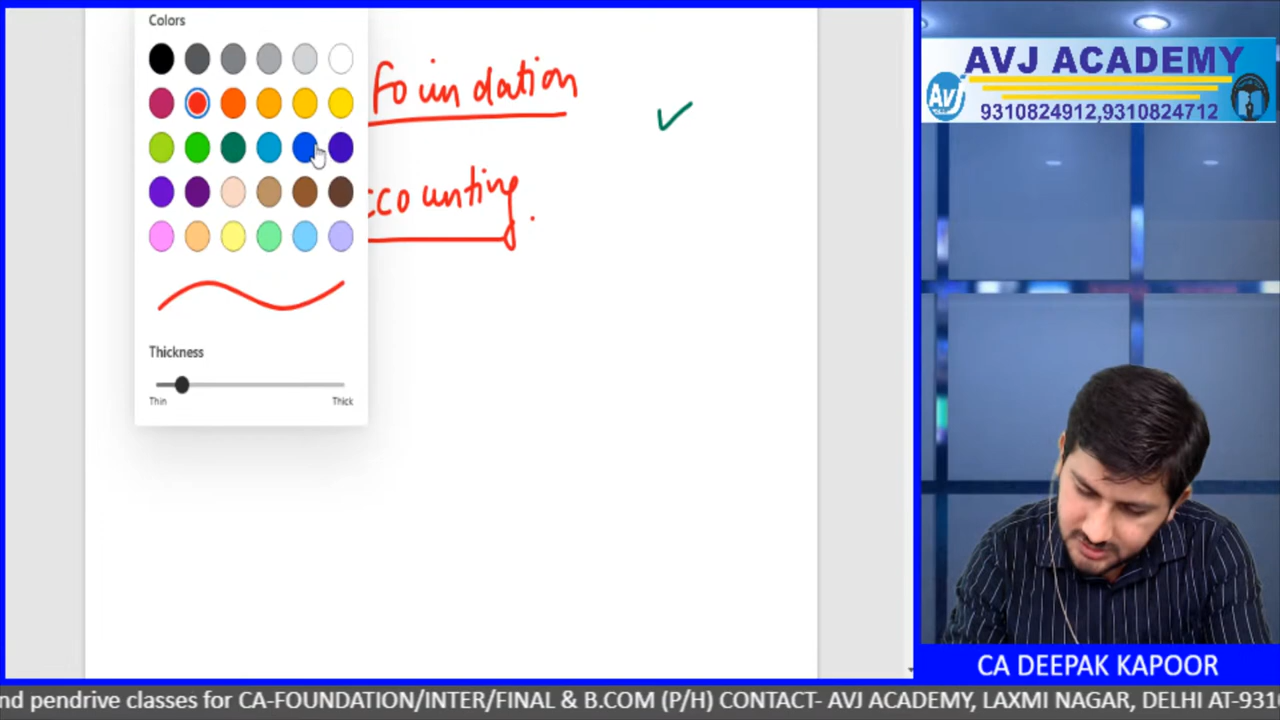 Colors
Foundation
ccounting.
Thickness
Thin
Thick
AVJ ACADEMY
AVJ
9310824912,9310824712
CA DEEPAK KAPOOR
nd pendrive classes for CA-FOUNDATION/INTER/FINAL & B.COM (P/H) CONTACT- AVJ ACADEMY, LAXMI NAGAR, DELHI AT-931